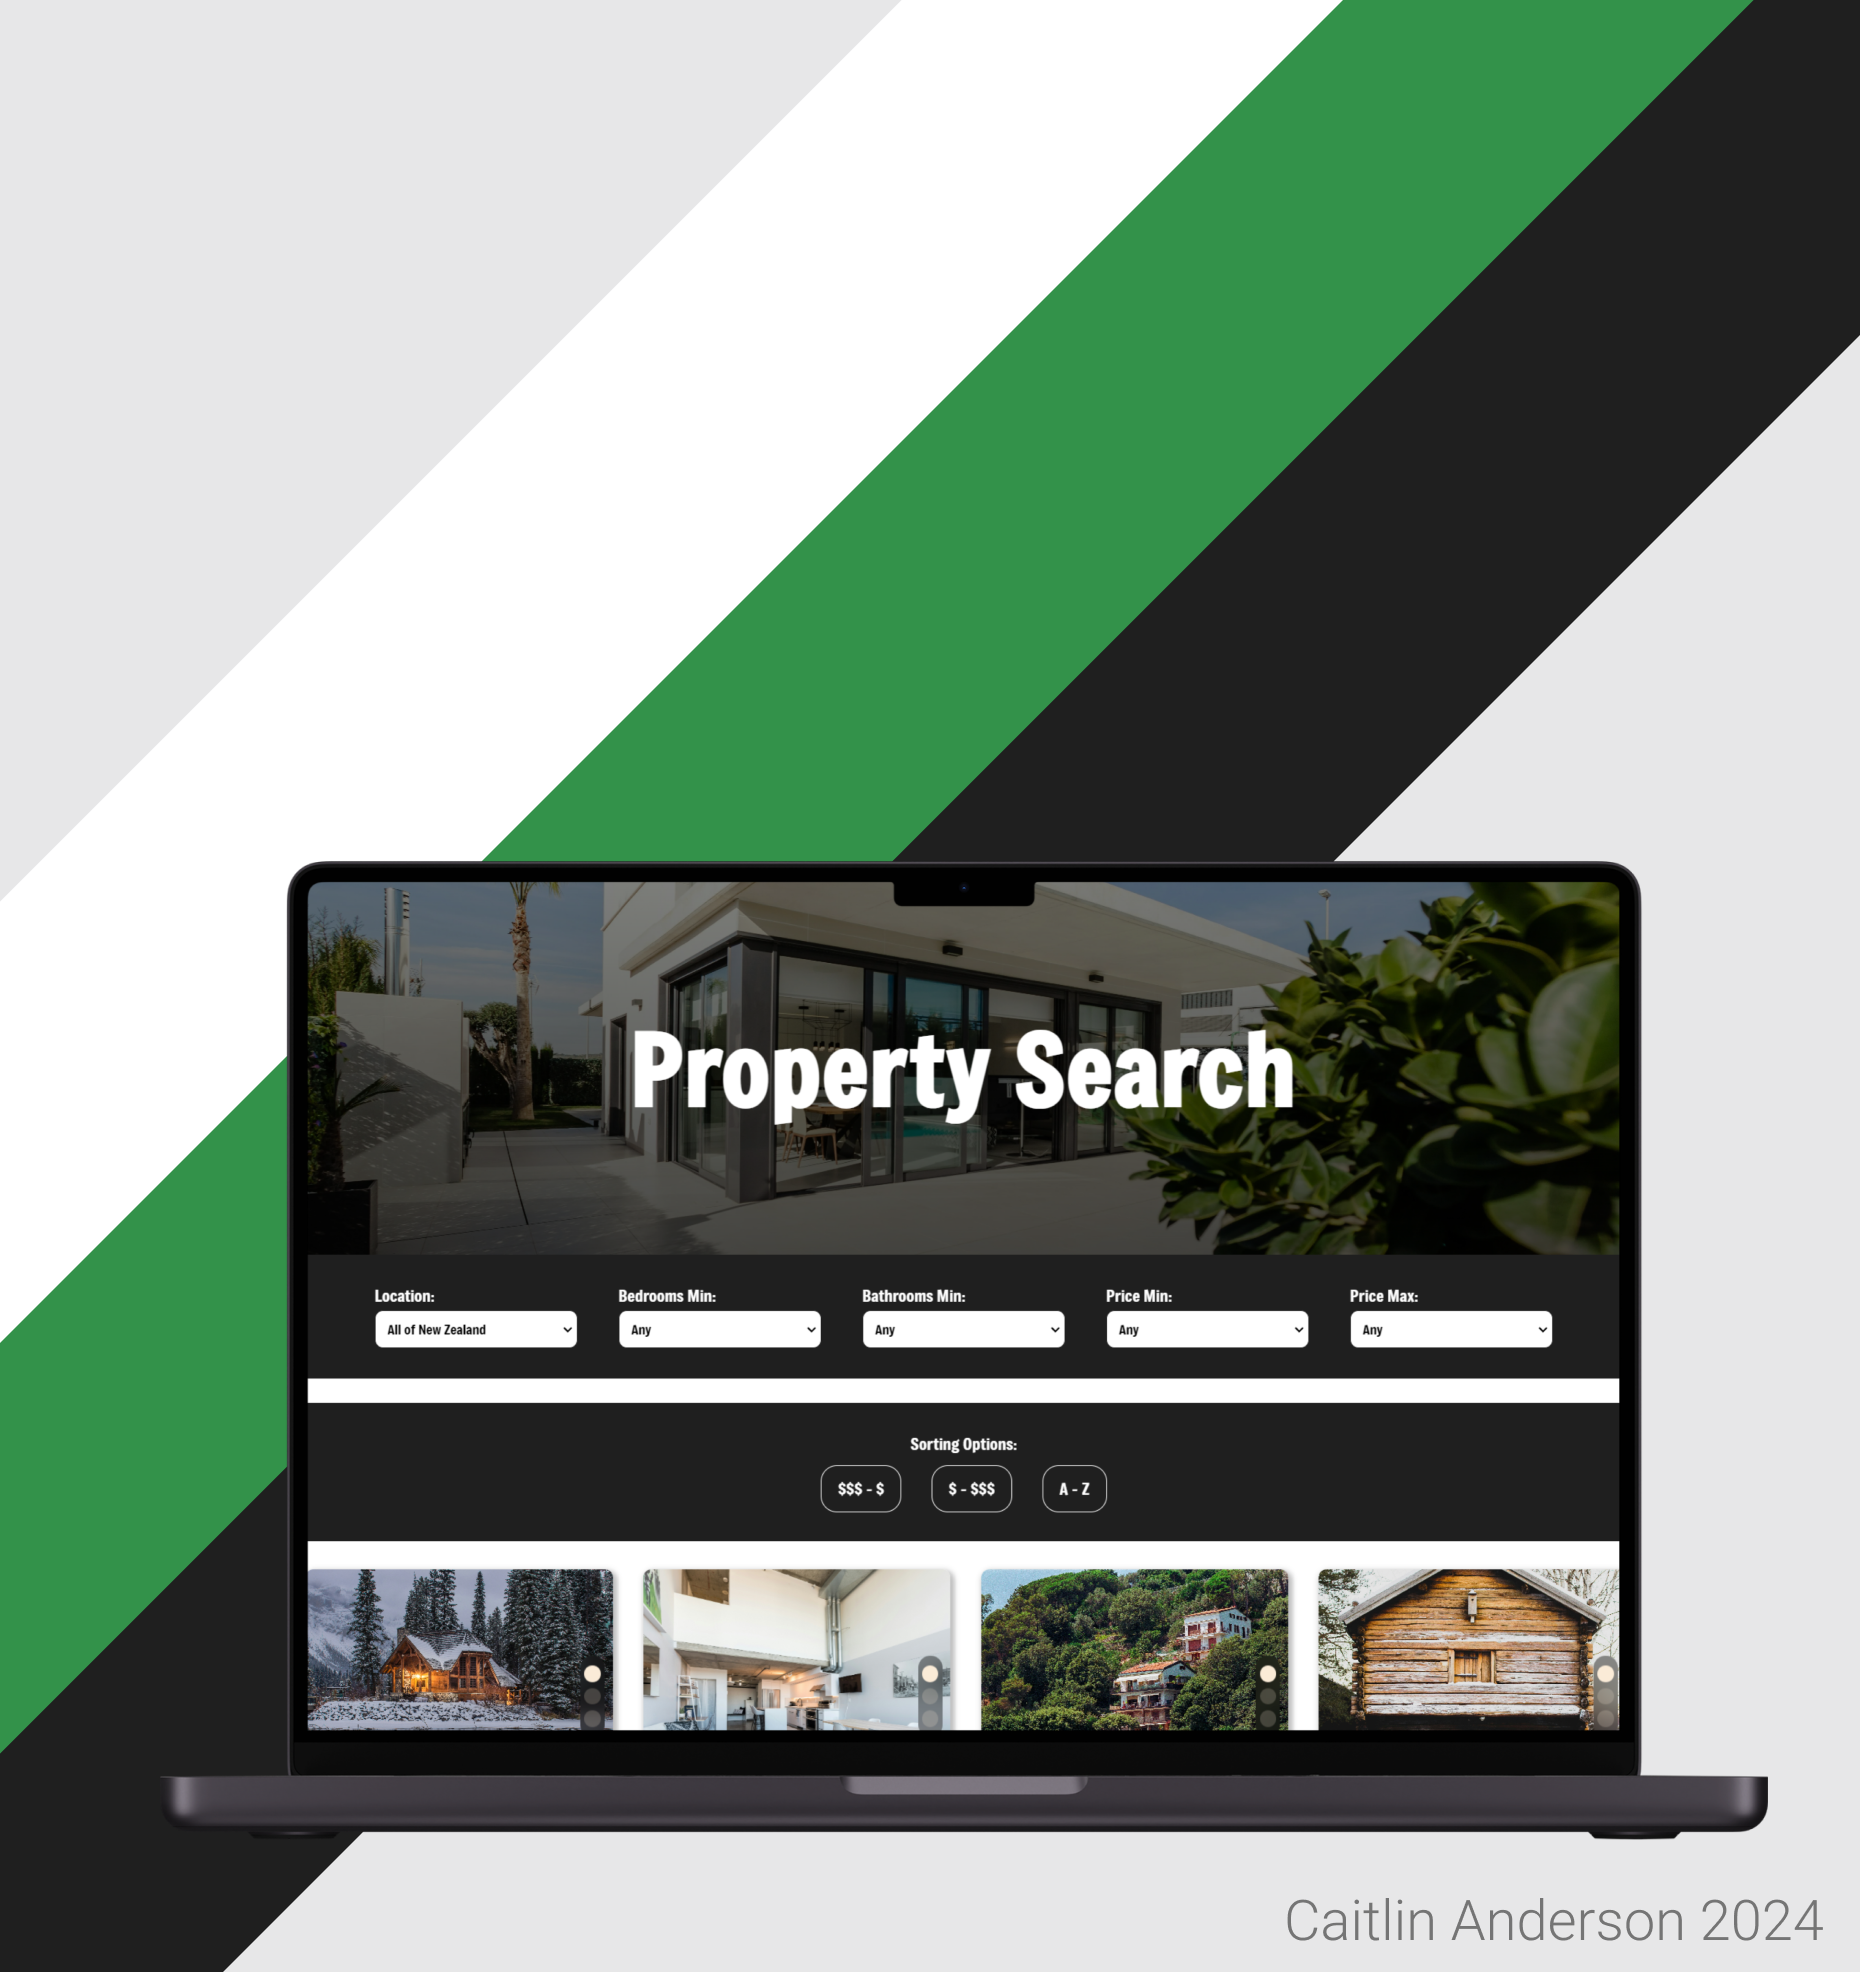 Property Search
Location: Bedrooms Min: Bathrooms Min: Price Min: Price Max:
All of New Zealand Any Any Any Any
Sorting Options:
$$$ - $ $ - $$$ A - Z
Caitlin Anderson 2024